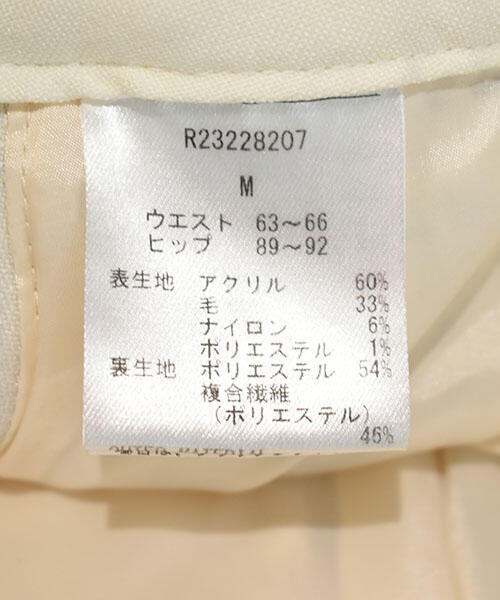 R23228207
M
ウエスト 63～66
ヒップ 89～92
表生地 アクリル 60%
毛 33%
ナイロン 6%
ポリエステル 1%
裏生地 ポリエステル 54%
複合繊維
(ポリエステル)
46%